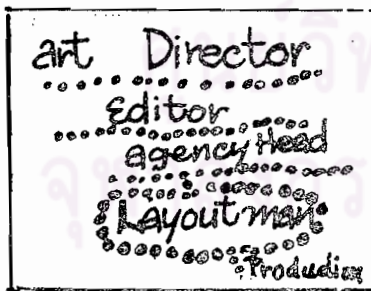 art Director
Editor
agency Head
Layout man
Production